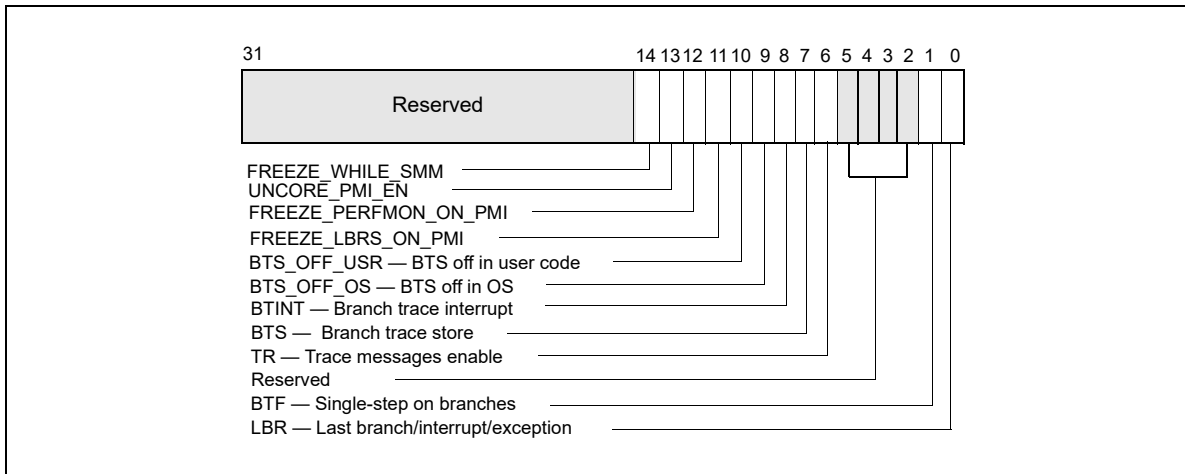 31 14 13 12 11 10 9 8 7 6 5 4 3 2 1 0
Reserved
FREEZE_WHILE_SMM
UNCORE_PMI_EN
FREEZE_PERFMON_ON_PMI
FREEZE_LBRS_ON_PMI
BTS_OFF_USR — BTS off in user code
BTS_OFF_OS — BTS off in OS
BTINT — Branch trace interrupt
BTS — Branch trace store
TR — Trace messages enable
Reserved
BTF — Single-step on branches
LBR — Last branch/interrupt/exception